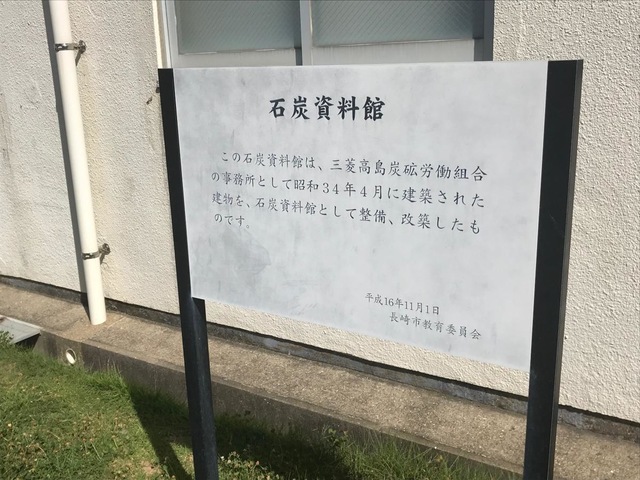 石炭資料館
この石炭資料館は、三菱高島炭砿労働組合
の事務所として昭和34年4月に建築された
建物を、石炭資料館として整備、改築したも
のです。
平成16年11月1日
長崎市教育委員会